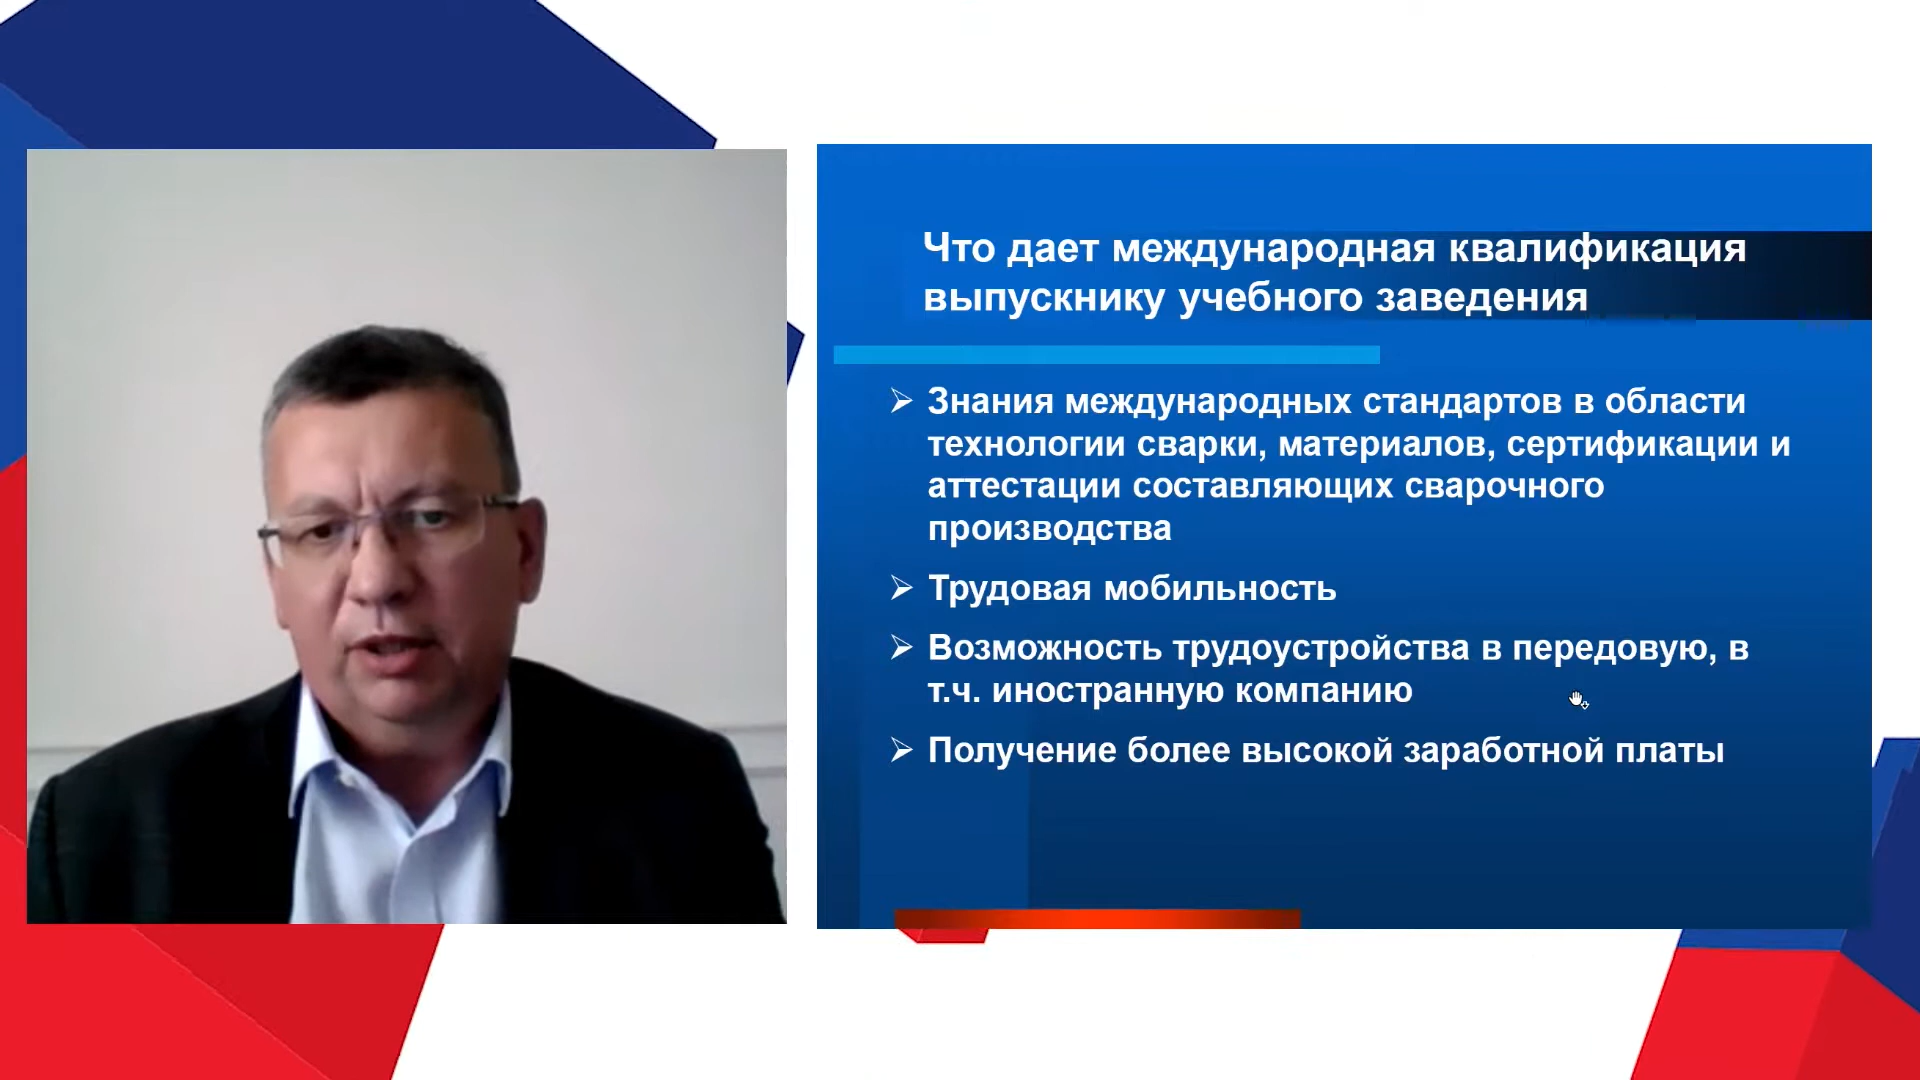 Что дает международная квалификация
выпускнику учебного заведения
Знания международных стандартов в области
технологии сварки, материалов, сертификации и
аттестации составляющих сварочного
производства
Трудовая мобильность
Возможность трудоустройства в передовую, в
т.ч. иностранную компанию
Получение более высокой заработной платы